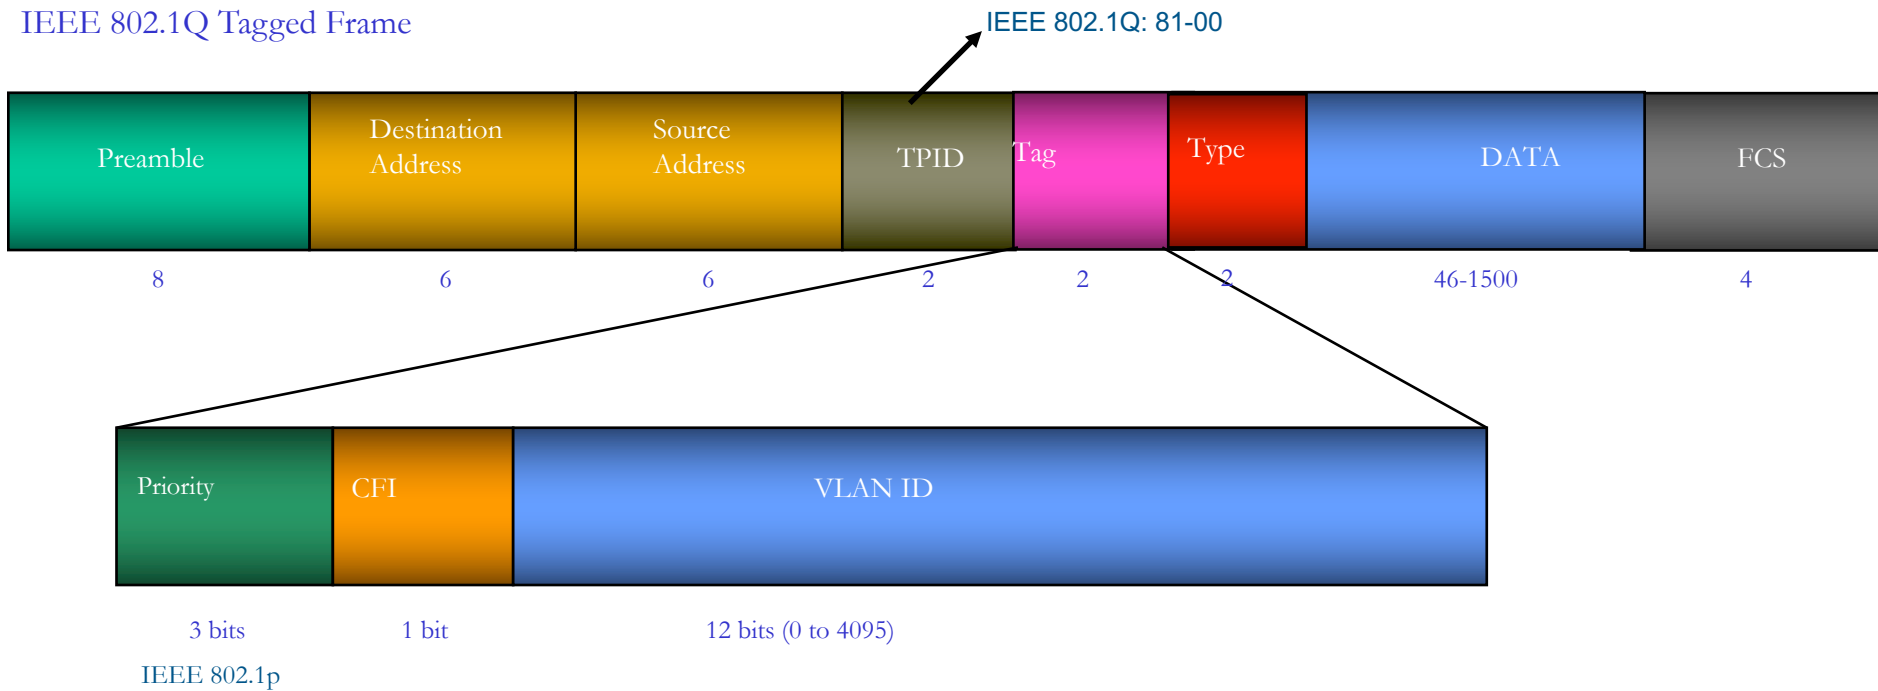 IEEE 802.1Q Tagged Frame
IEEE 802.1Q: 81-00
Preamble
Destination
Address
Source
Address
TPID
Tag
Type
DATA
FCS
8
6
6
2
2
2
46-1500
4
Priority
CFI
VLAN ID
3 bits
1 bit
12 bits (0 to 4095)
IEEE 802.1p